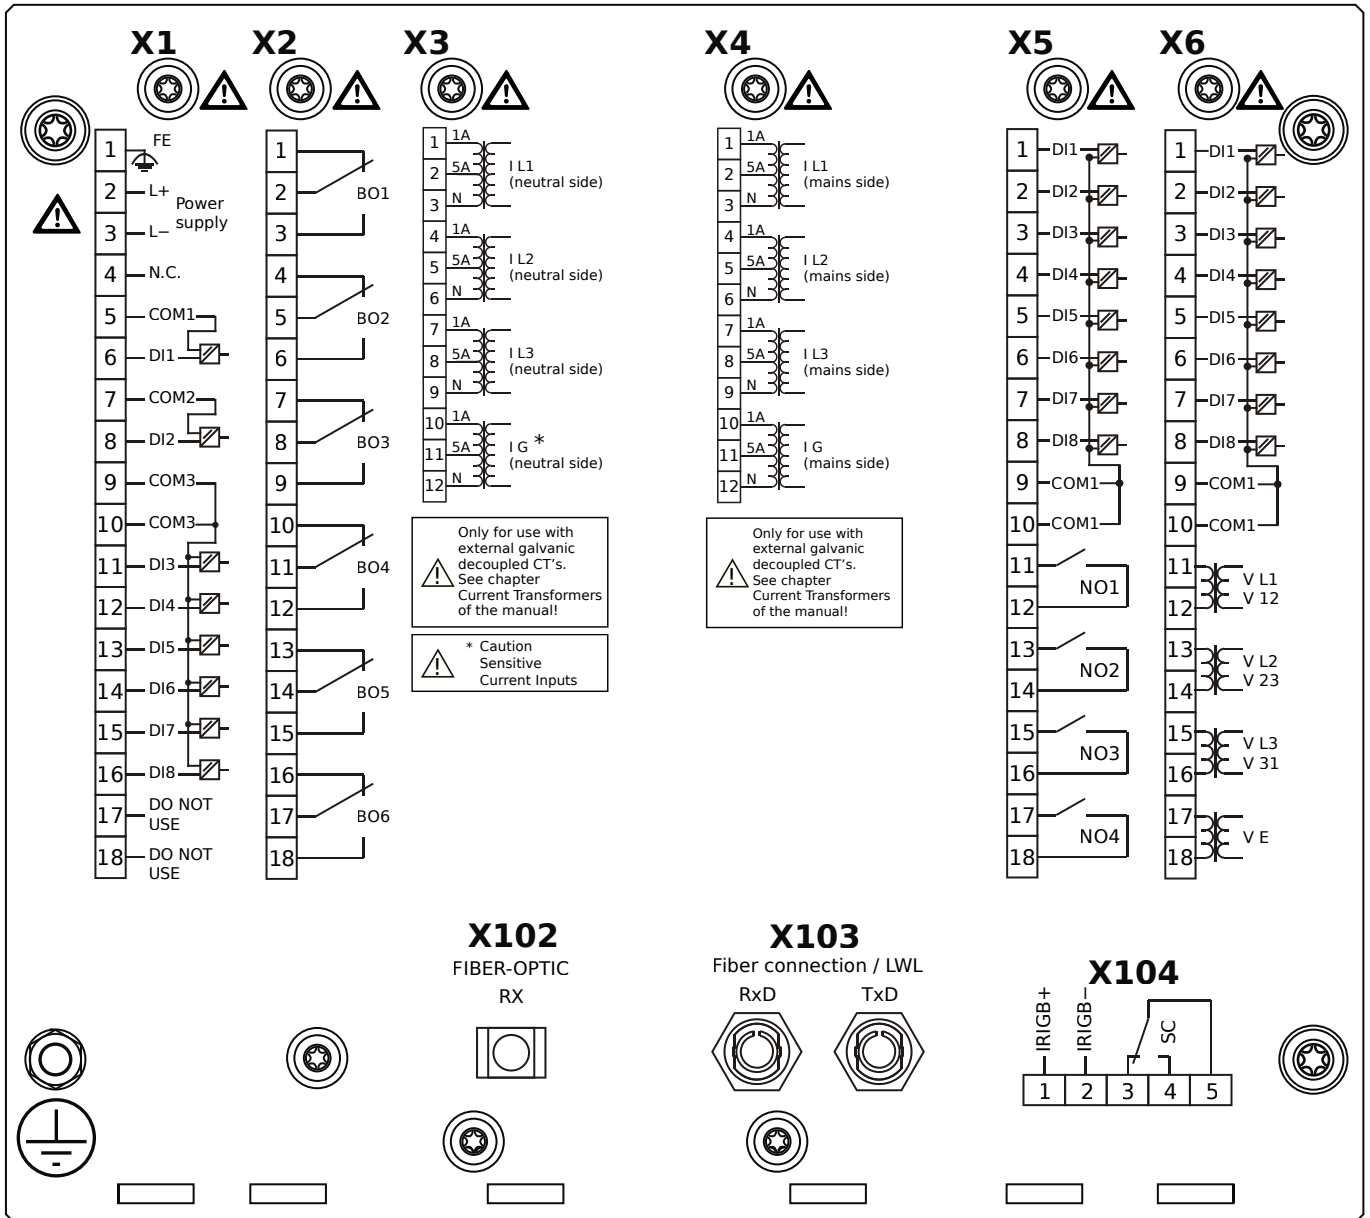 X1
1 FE
2 L+ Power
supply
3 L−
4 N.C.
5 COM1
6 DI1
7 COM2
8 DI2
9 COM3
10 COM3
11 DI3
12 DI4
13 DI5
14 DI6
15 DI7
16 DI8
17 DO NOT
USE
18 DO NOT
USE
X2
1
2 BO1
3
4
5 BO2
6
7
8 BO3
9
10
11 BO4
12
13
14 BO5
15
16
17 BO6
18
X3
1 1A
2 5A I L1
(neutral side)
3 N
4 1A
5 5A I L2
(neutral side)
6 N
7 1A
8 5A I L3
(neutral side)
9 N
10 1A
11 5A I G *
(neutral side)
12 N
Only for use with
external galvanic
decoupled CT's.
See chapter
Current Transformers
of the manual!
* Caution
Sensitive
Current Inputs
X4
1 1A
2 5A I L1
(mains side)
3 N
4 1A
5 5A I L2
(mains side)
6 N
7 1A
8 5A I L3
(mains side)
9 N
10 1A
11 5A I G
(mains side)
12 N
Only for use with
external galvanic
decoupled CT's.
See chapter
Current Transformers
of the manual!
X5
1 DI1
2 DI2
3 DI3
4 DI4
5 DI5
6 DI6
7 DI7
8 DI8
9 COM1
10 COM1
11
NO1
12
13
NO2
14
15
NO3
16
17
NO4
18
X6
1 DI1
2 DI2
3 DI3
4 DI4
5 DI5
6 DI6
7 DI7
8 DI8
9 COM1
10 COM1
11 V L1
12 V 12
13 V L2
14 V 23
15 V L3
16 V 31
17 V E
18
X102
FIBER-OPTIC
RX
X103
Fiber connection / LWL
RxD TxD
X104
IRIGB+
IRIGB−
SC
1 2 3 4 5